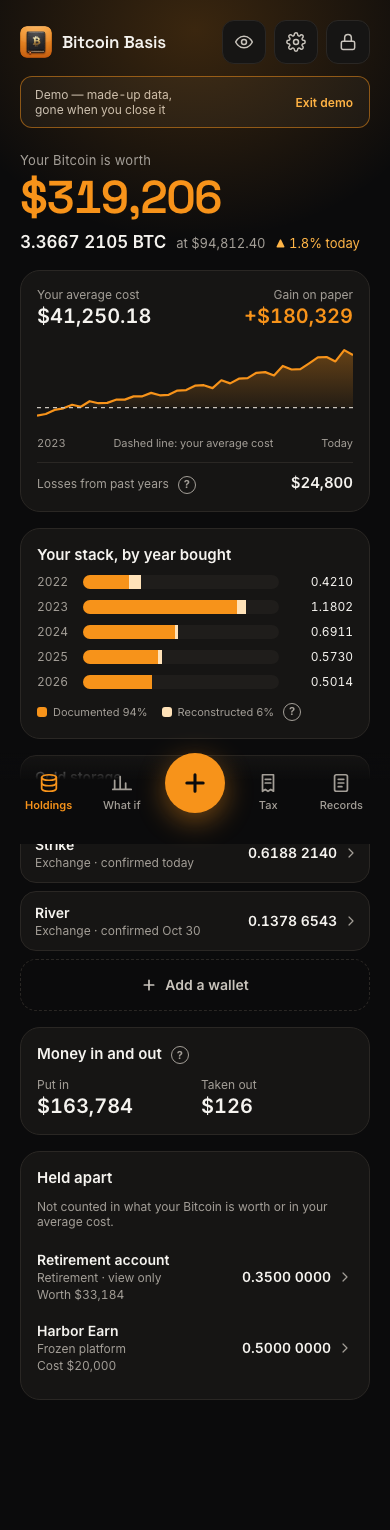 Bitcoin Basis
Demo — made-up data,
gone when you close it
Exit demo
Your Bitcoin is worth
$319,206
3.3667 2105 BTC at $94,812.40 ▲ 1.8% today
Your average cost Gain on paper
$41,250.18 +$180,329
2023 Dashed line: your average cost Today
Losses from past years ? $24,800
Your stack, by year bought
2022 0.4210
2023 1.1802
2024 0.6911
2025 0.5730
2026 0.5014
Documented 94% Reconstructed 6% ?
Holdings What if + Tax Records
Strike
Exchange · confirmed today 0.6188 2140
River
Exchange · confirmed Oct 30 0.1378 6543
+ Add a wallet
Money in and out ?
Put in Taken out
$163,784 $126
Held apart
Not counted in what your Bitcoin is worth or in your
average cost.
Retirement account
Retirement · view only 0.3500 0000
Worth $33,184
Harbor Earn
Frozen platform 0.5000 0000
Cost $20,000